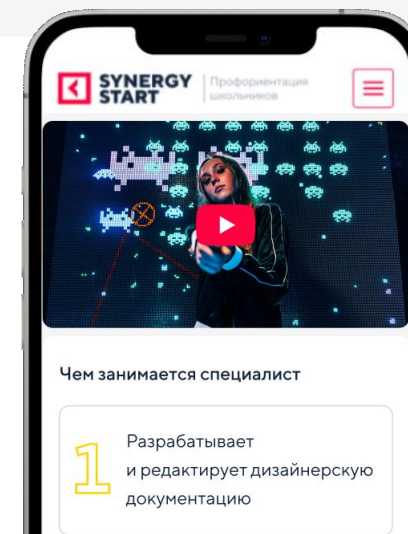 SYNERGY
START
Профориентация
школьников
Чем занимается специалист
1
Разрабатывает
и редактирует дизайнерскую
документацию